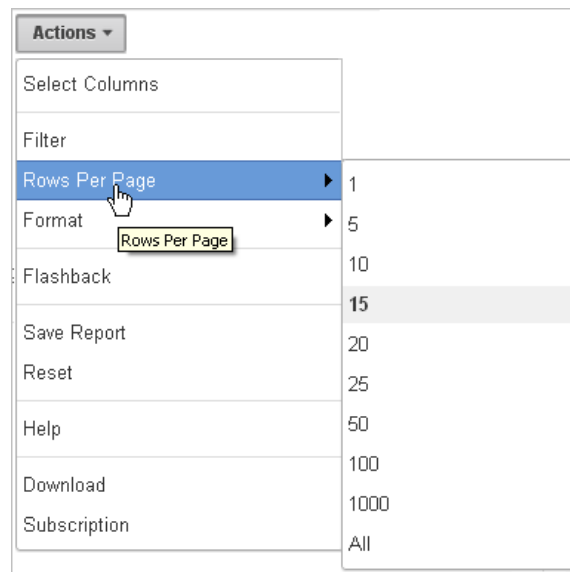 Actions
Select Columns
Filter
Rows Per Page
Format
Rows Per Page
Flashback
Save Report
Reset
Help
Download
Subscription
1
5
10
15
20
25
50
100
1000
All